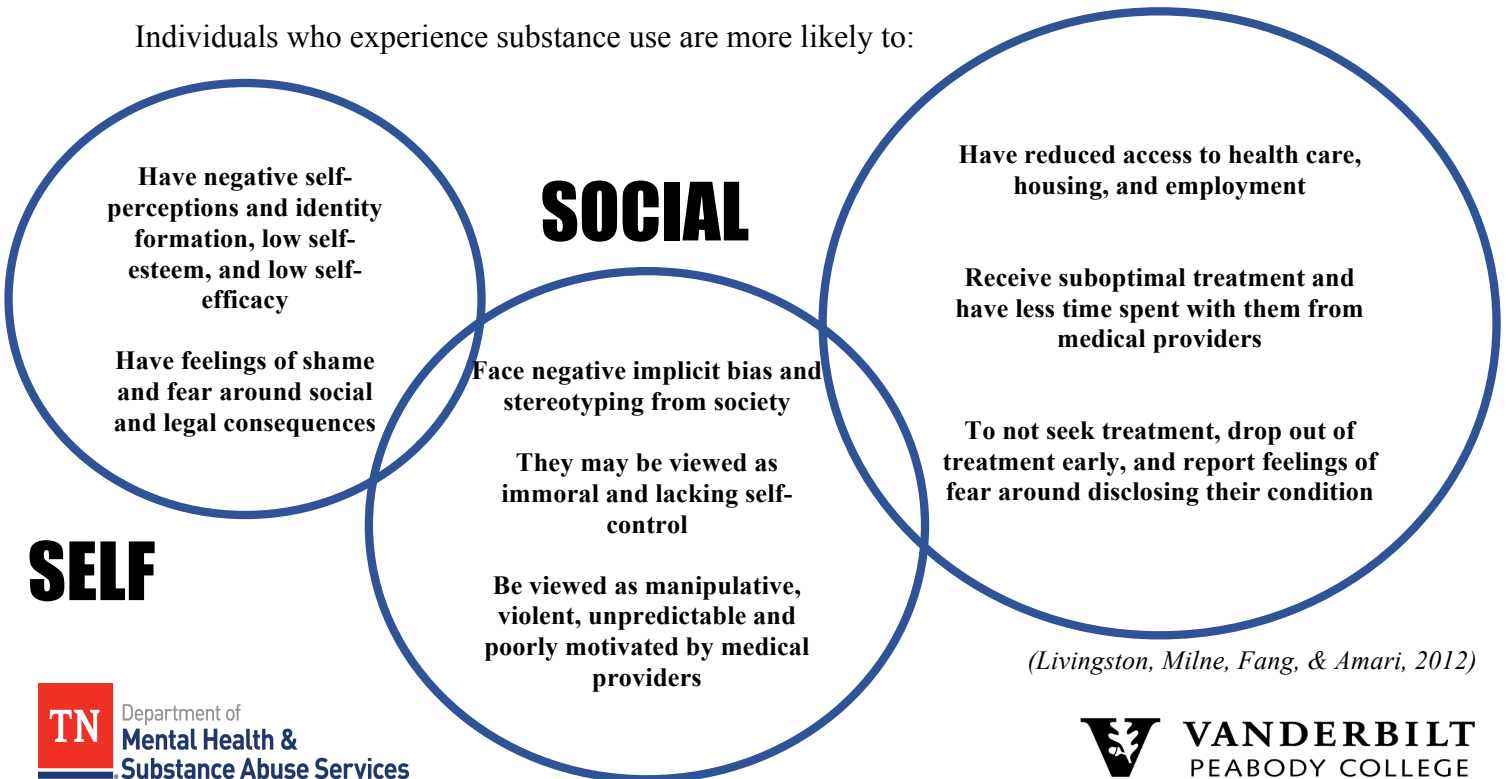 Individuals who experience substance use are more likely to:
Have negative self-
perceptions and identity
formation, low self-
esteem, and low self-
efficacy
Have feelings of shame
and fear around social
and legal consequences
SELF
SOCIAL
Face negative implicit bias and
stereotyping from society
They may be viewed as
immoral and lacking self-
control
Be viewed as manipulative,
violent, unpredictable and
poorly motivated by medical
providers
Have reduced access to health care,
housing, and employment
Receive suboptimal treatment and
have less time spent with them from
medical providers
To not seek treatment, drop out of
treatment early, and report feelings of
fear around disclosing their condition
(Livingston, Milne, Fang, & Amari, 2012)
TN
Department of
Mental Health &
Substance Abuse Services
V VANDERBILT
PEABODY COLLEGE